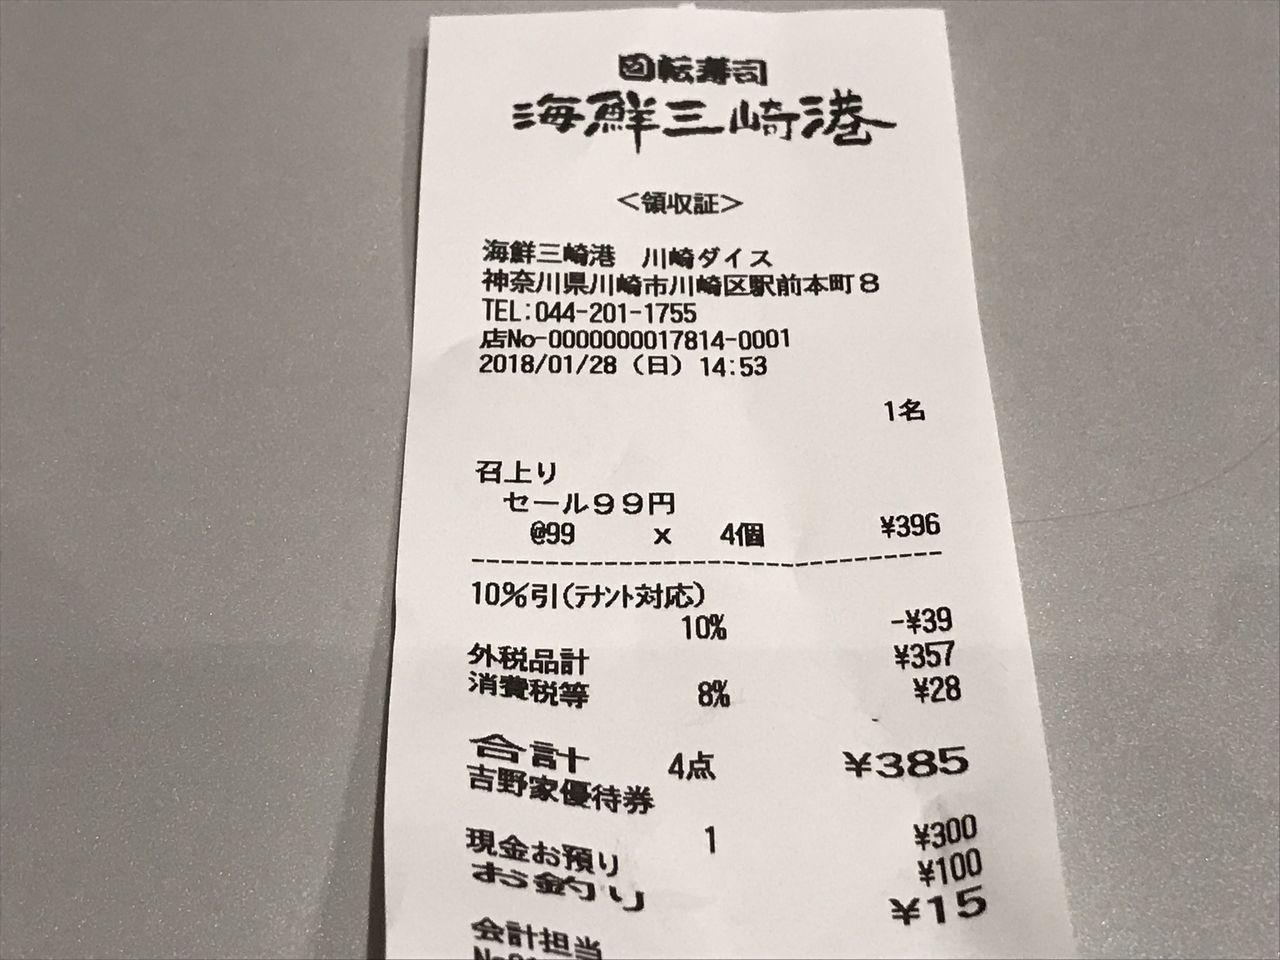 回転寿司
海鮮三崎港
＜領収証＞
海鮮三崎港 川崎ダイス
神奈川県川崎市川崎区駅前本町８
TEL:044-201-1755
店No-0000000017814-0001
2018/01/28（日）14:53
1名
召上り
セール９９円
@99 x 4個 ¥396
10%引(ﾃﾅﾝﾄ対応)
10% -¥39
外税品計 ¥357
消費税等 8% ¥28
合計 4点 ¥385
吉野家優待券
1 ¥300
現金お預り ¥100
お釣り ¥15
会計担当